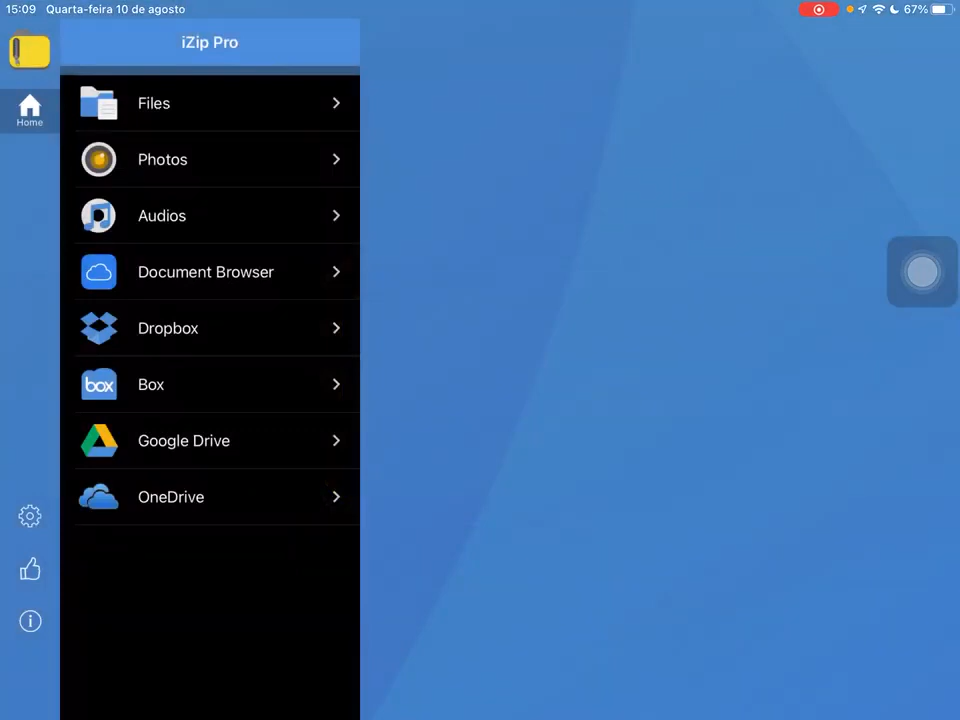 15:09 Quarta-feira 10 de agosto 67%
iZip Pro
Home
Files
Photos
Audios
Document Browser
Dropbox
box Box
Google Drive
OneDrive